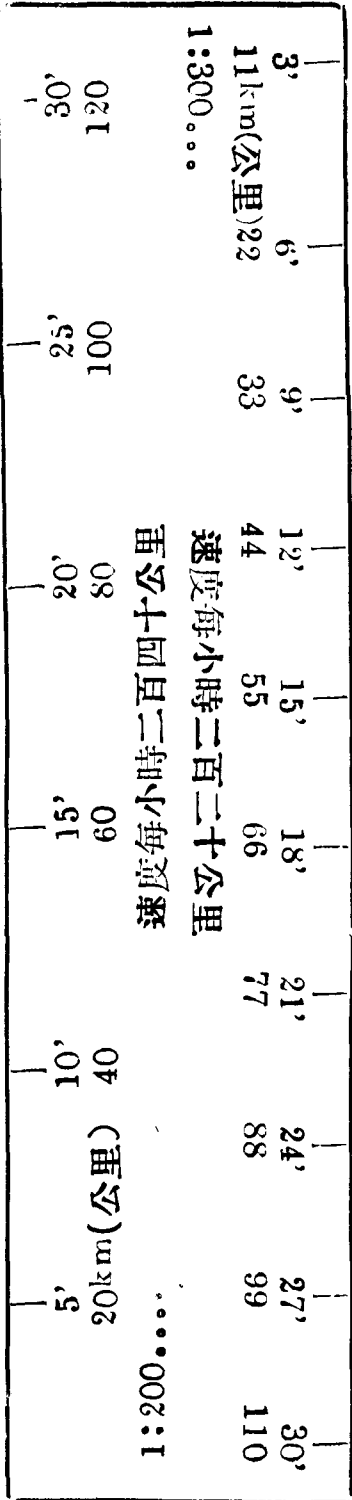 3’ 6’ 9’ 12’ 15’ 18’ 21’ 24’ 27’ 30’
11km(公里)22 33 44 55 66 77 88 99 110
1:300。。。
速度每小時二百二十公里
速度每小時二百四十公里
1:200....
120 100 80 60 40 20km(公里)
30’ 25’ 20’ 15’ 10’ 5’